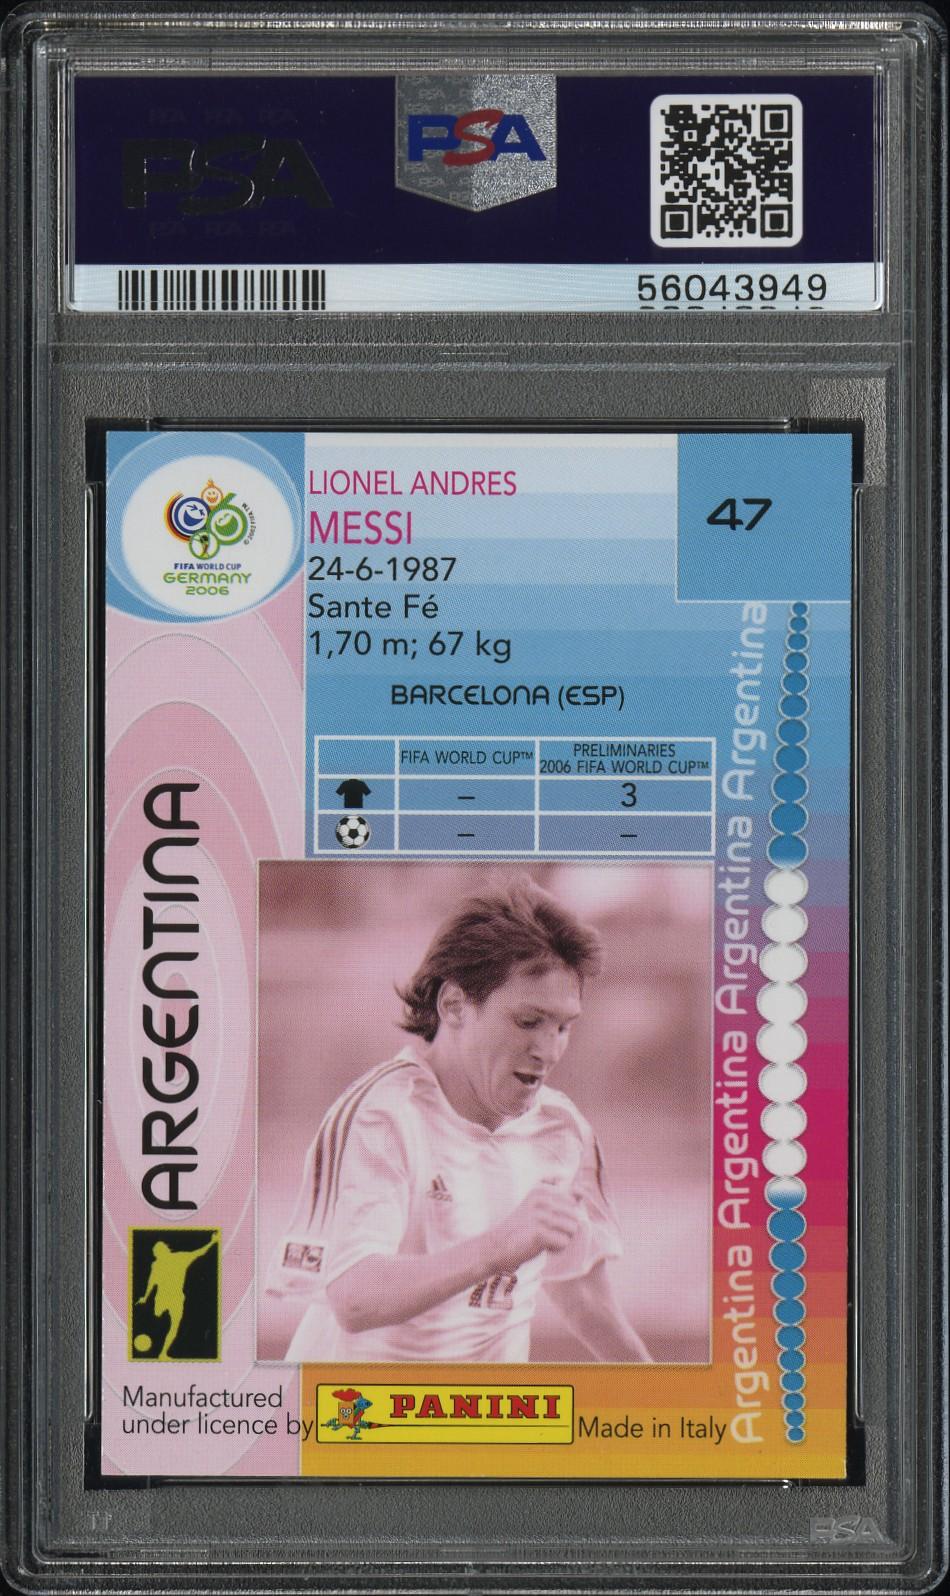 PSA
PSA
56043949
FIFA WORLD CUP
GERMANY
2006
LIONEL ANDRES
MESSI
24-6-1987
Sante Fé
1,70 m; 67 kg
47
BARCELONA (ESP)
FIFA WORLD CUP™
PRELIMINARIES
2006 FIFA WORLD CUP™
– 3
– –
ARGENTINA
Argentina Argentina Argentina Argentina Argentina
adidas
10
Manufactured
under licence by
PANINI
Made in Italy
PSA